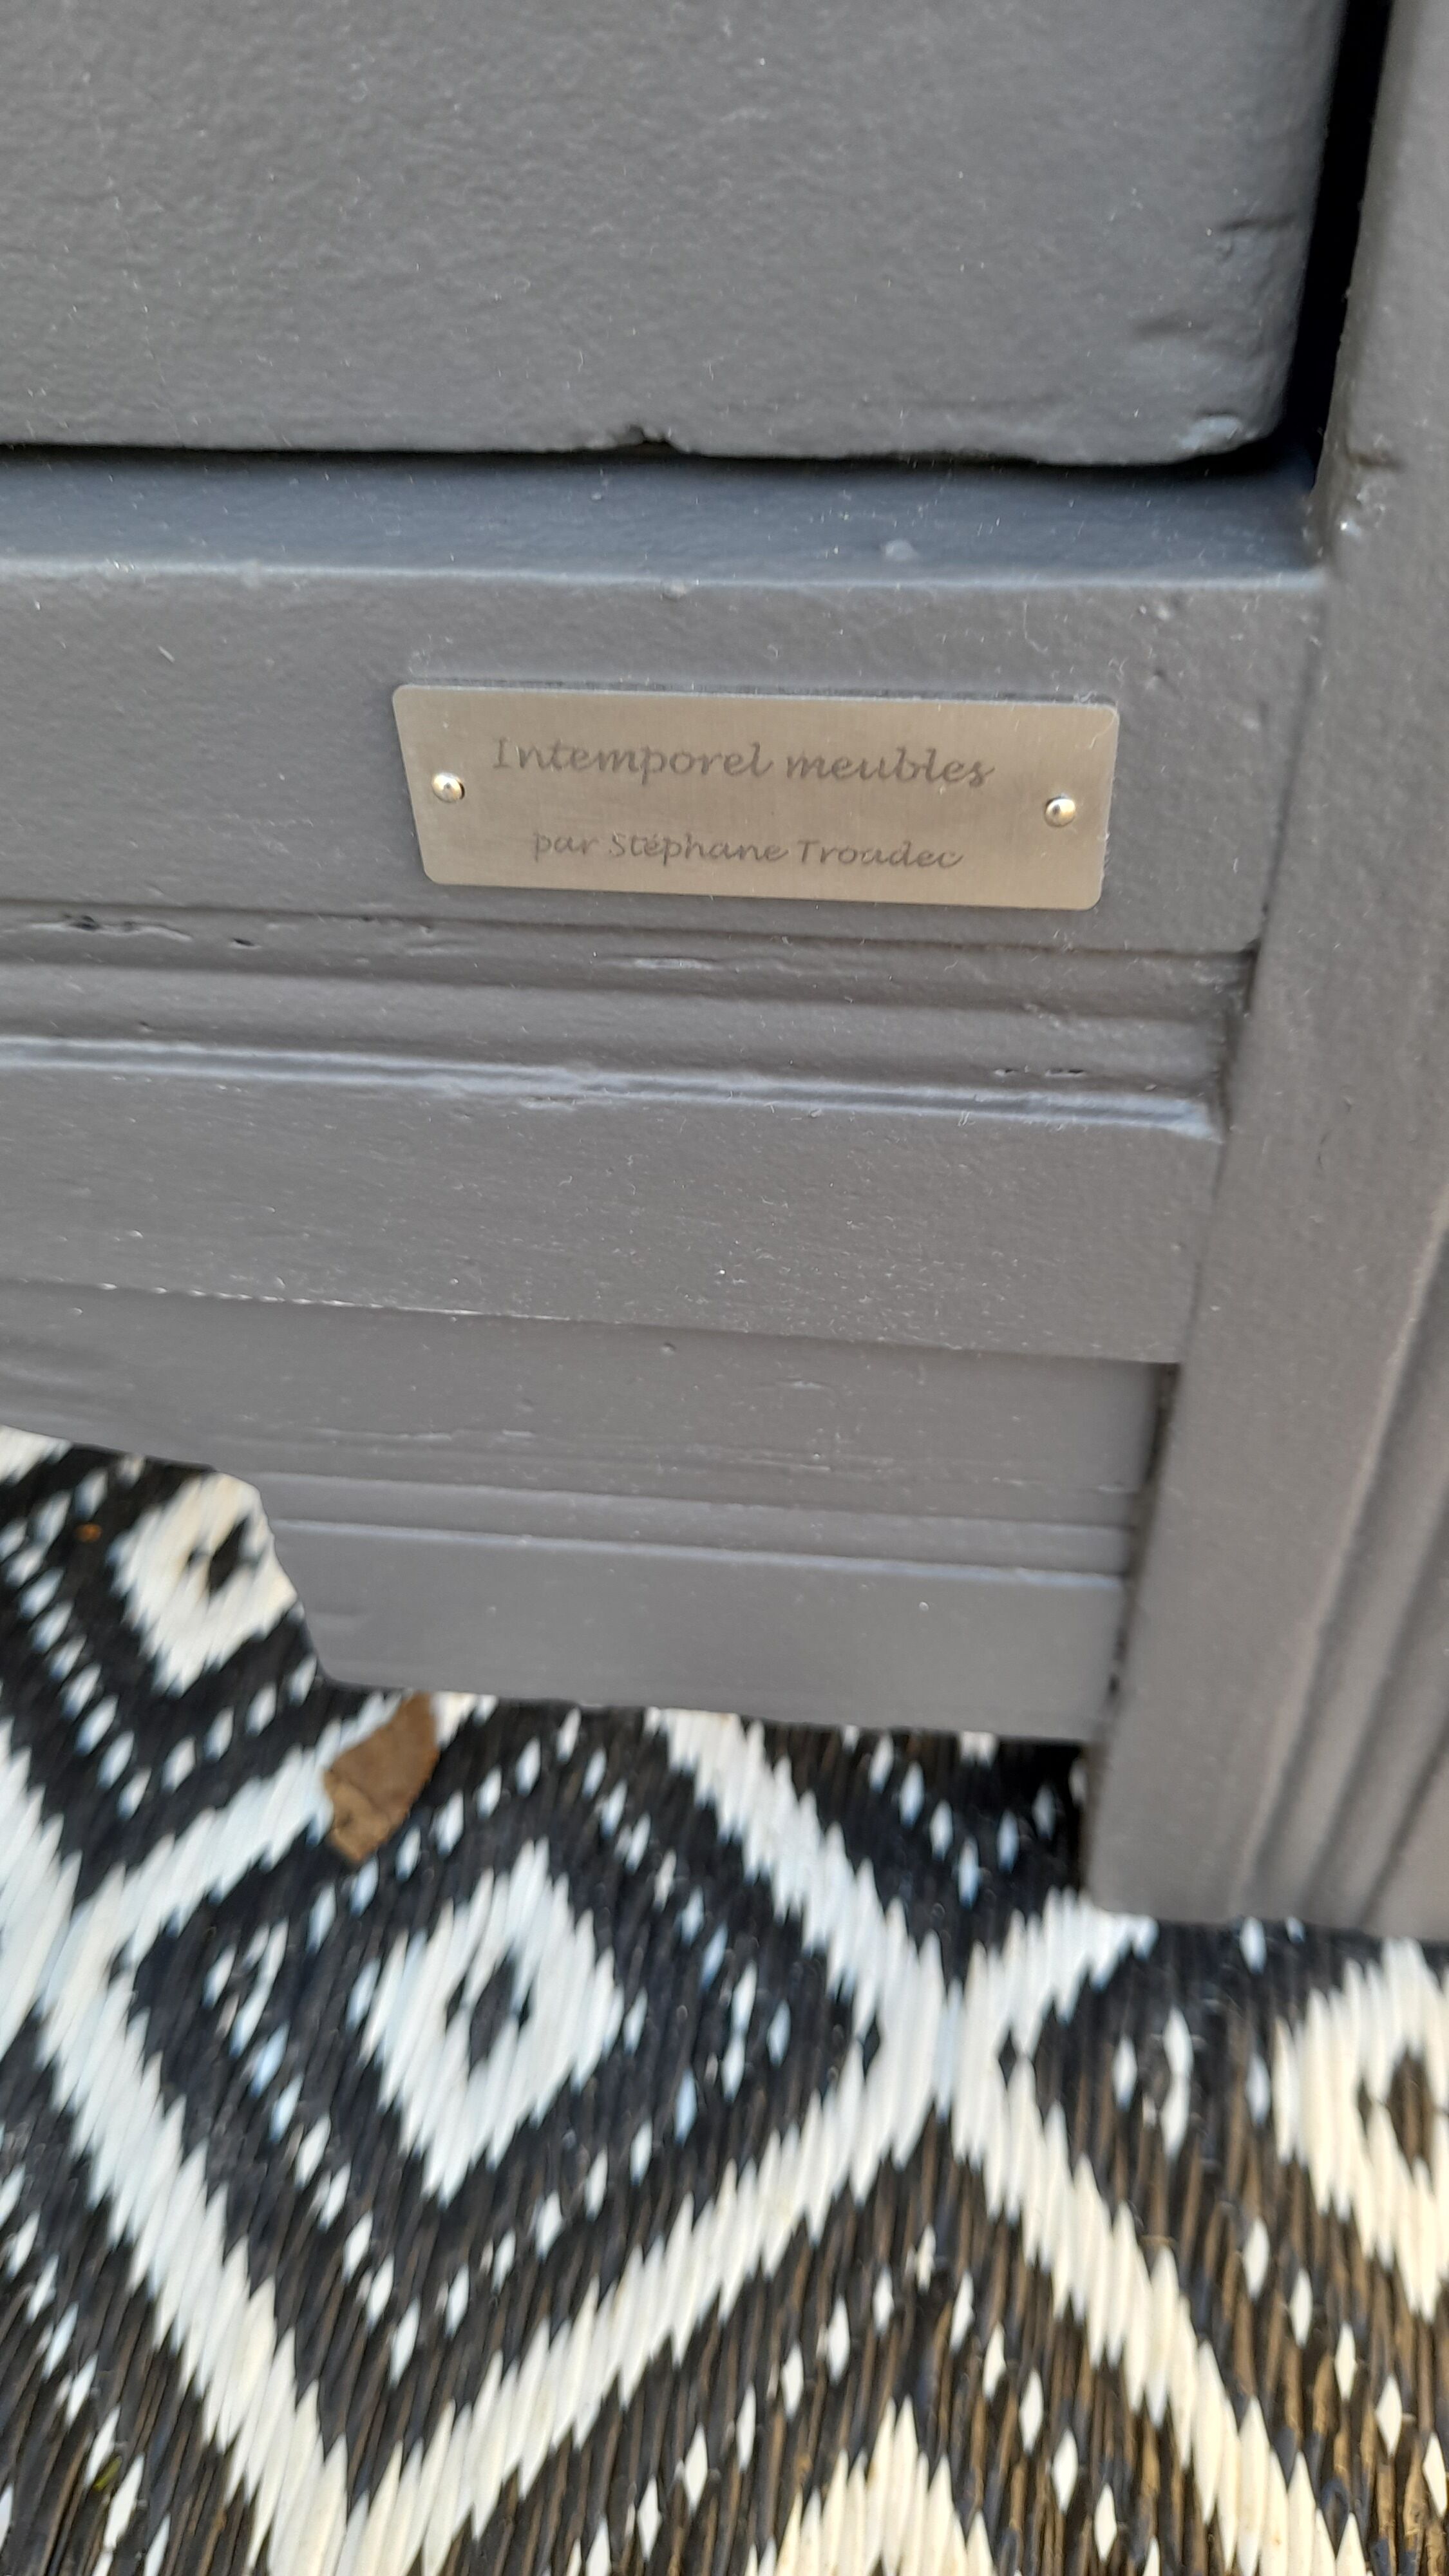 Intemporel meubles
par Stéphane Troadec